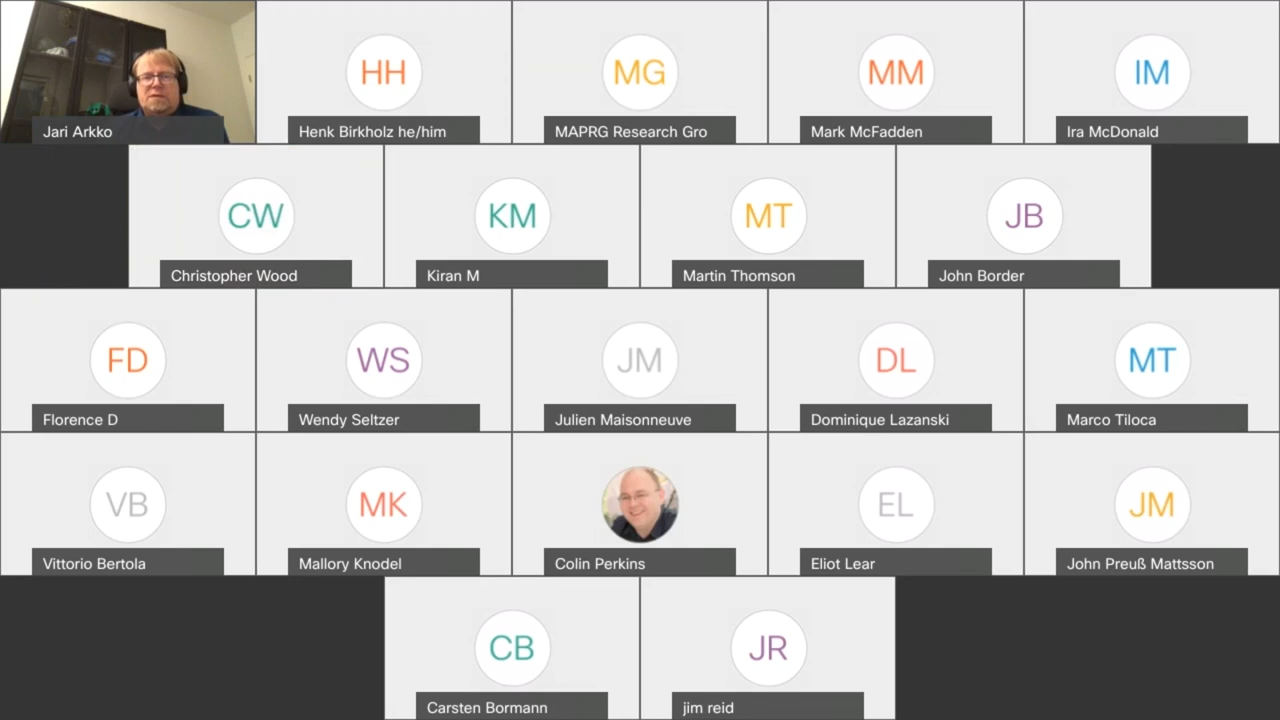 HH
MG
MM
IM
Jari Arkko
Henk Birkholz he/him
MAPRG Research Gro
Mark McFadden
Ira McDonald
CW
KM
MT
JB
Christopher Wood
Kiran M
Martin Thomson
John Border
FD
WS
JM
DL
MT
Florence D
Wendy Seltzer
Julien Maisonneuve
Dominique Lazanski
Marco Tiloca
VB
MK
EL
JM
Vittorio Bertola
Mallory Knodel
Colin Perkins
Eliot Lear
John Preuß Mattsson
CB
JR
Carsten Bormann
jim reid